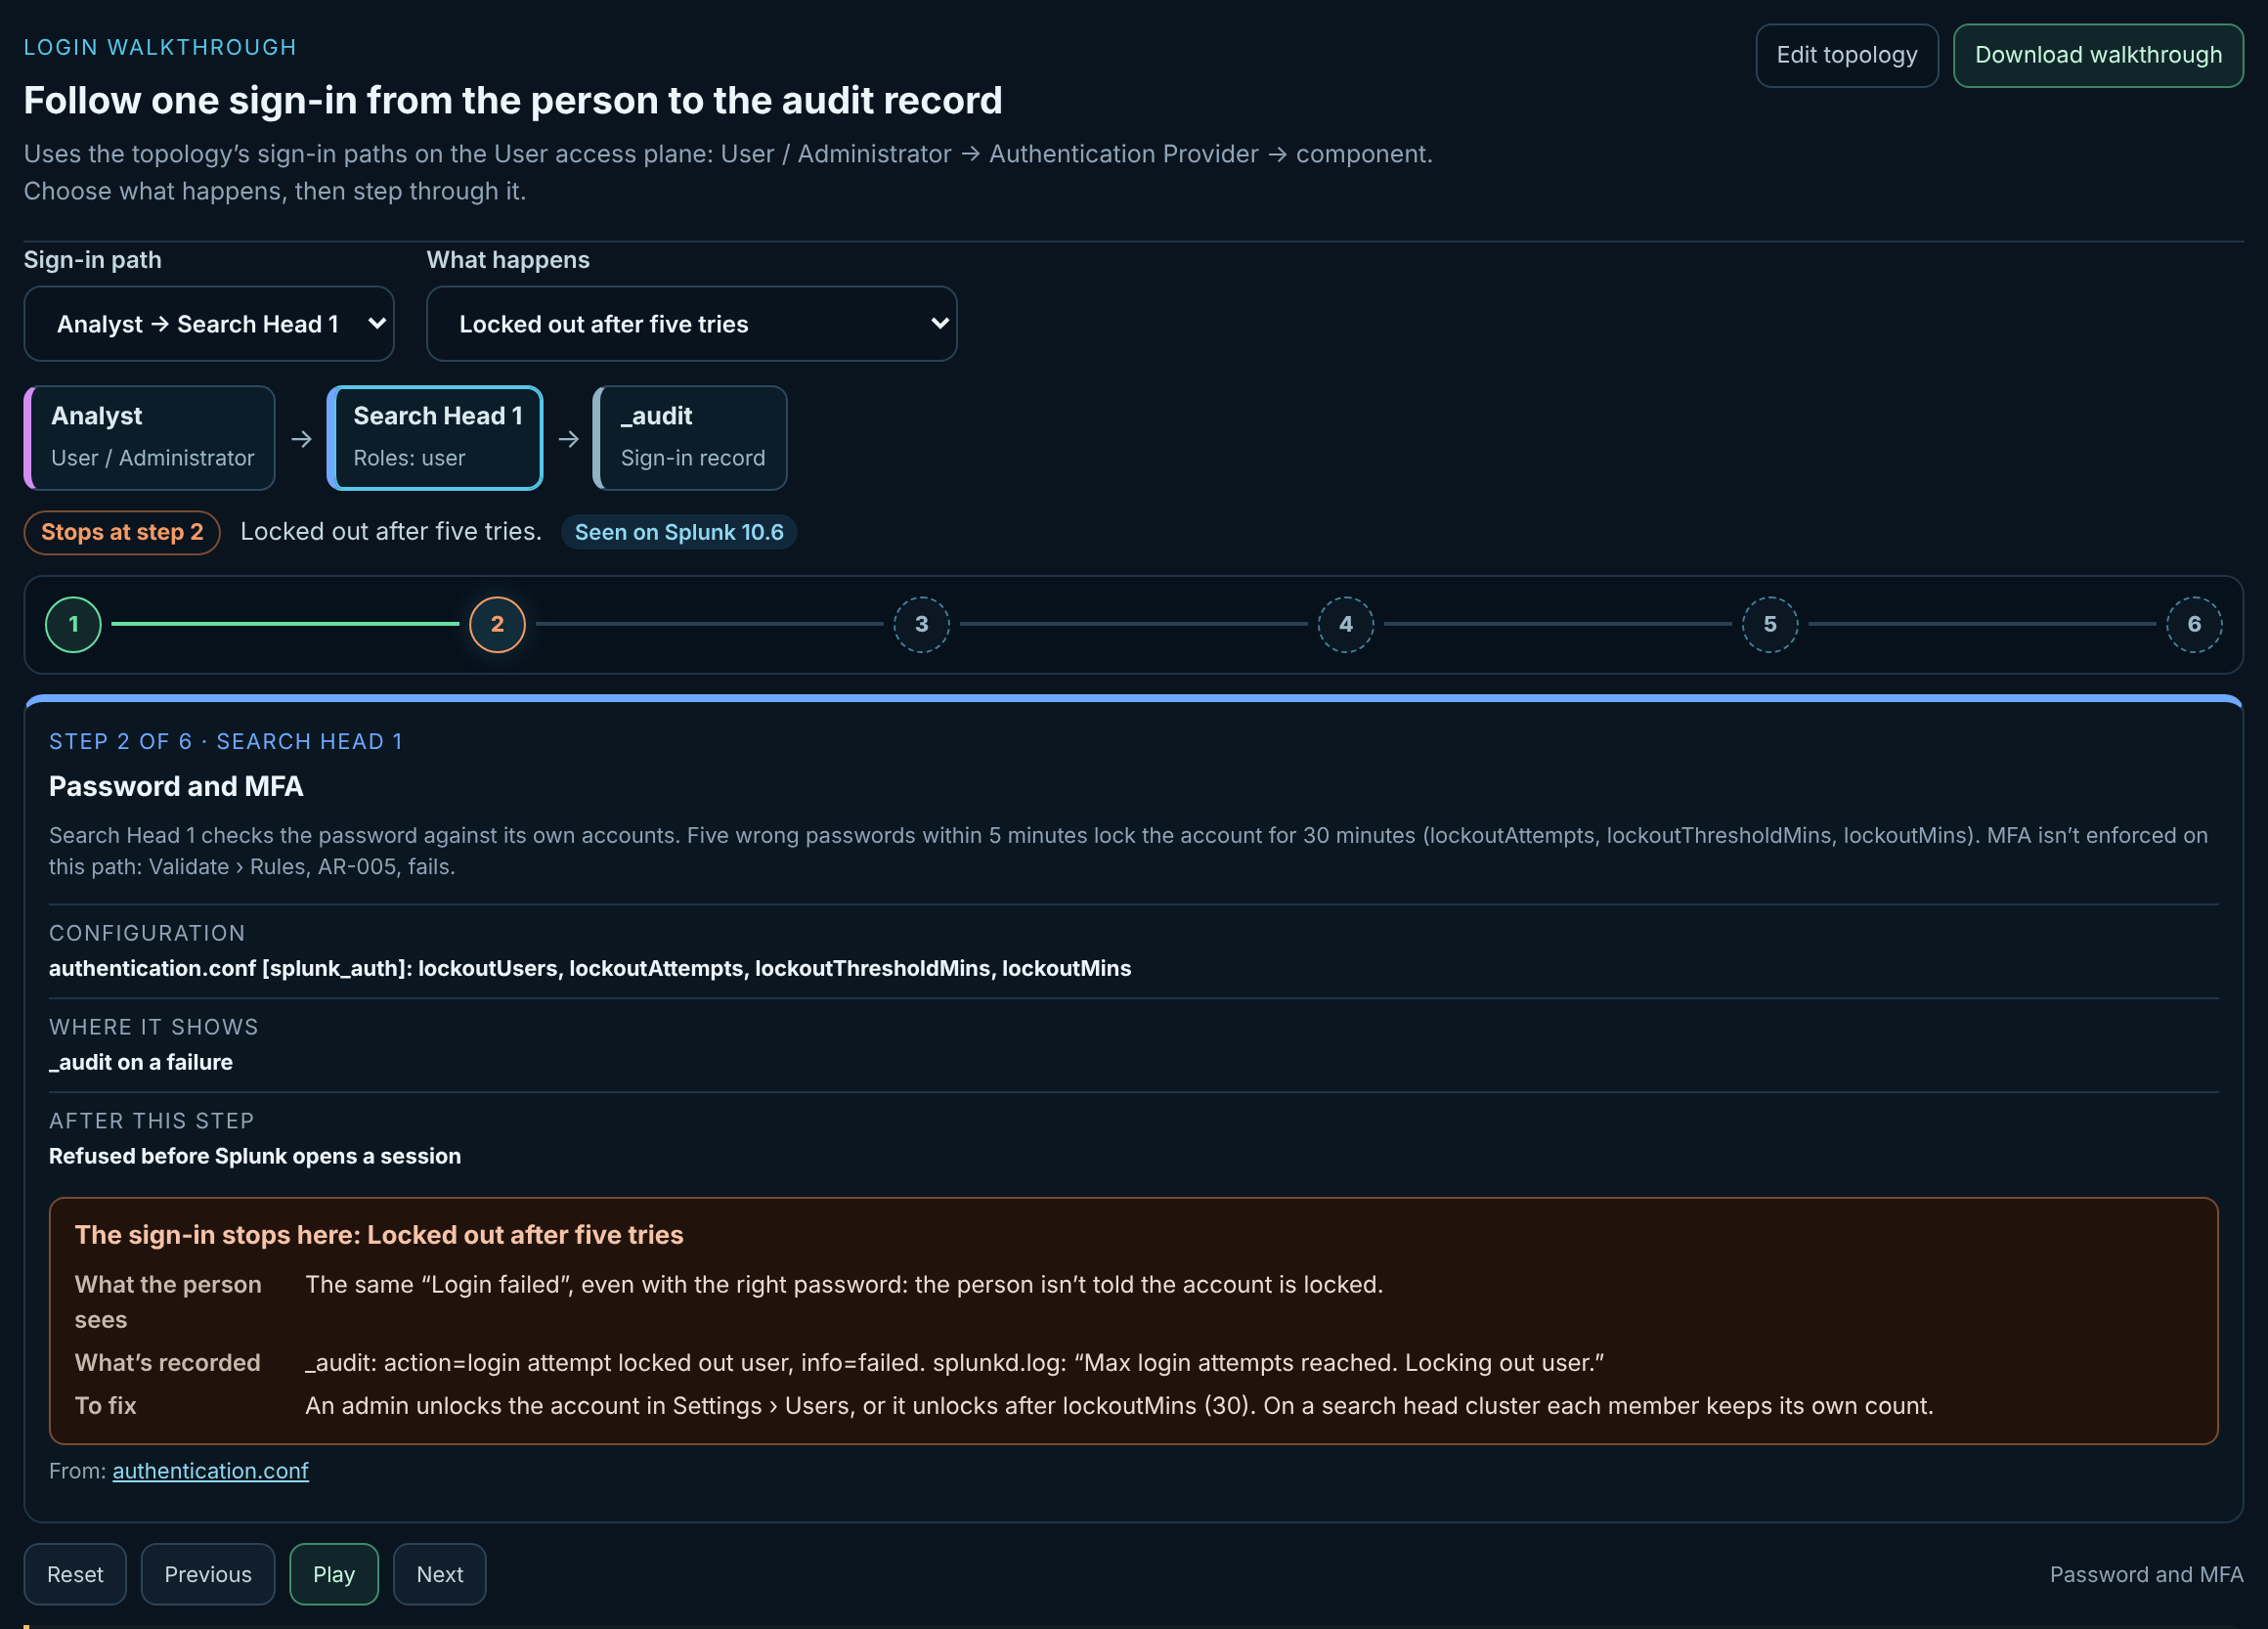 LOGIN WALKTHROUGH
Follow one sign-in from the person to the audit record
Uses the topology’s sign-in paths on the User access plane: User / Administrator → Authentication Provider → component.
Choose what happens, then step through it.
Edit topology
Download walkthrough
Sign-in path
What happens
Analyst → Search Head 1
Locked out after five tries
Analyst
User / Administrator
→
Search Head 1
Roles: user
→
_audit
Sign-in record
Stops at step 2
Locked out after five tries.
Seen on Splunk 10.6
1
2
3
4
5
6
STEP 2 OF 6 · SEARCH HEAD 1
Password and MFA
Search Head 1 checks the password against its own accounts. Five wrong passwords within 5 minutes lock the account for 30 minutes (lockoutAttempts, lockoutThresholdMins, lockoutMins). MFA isn’t enforced on
this path: Validate › Rules, AR-005, fails.
CONFIGURATION
authentication.conf [splunk_auth]: lockoutUsers, lockoutAttempts, lockoutThresholdMins, lockoutMins
WHERE IT SHOWS
_audit on a failure
AFTER THIS STEP
Refused before Splunk opens a session
The sign-in stops here: Locked out after five tries
What the person
sees
The same “Login failed”, even with the right password: the person isn’t told the account is locked.
What’s recorded
_audit: action=login attempt locked out user, info=failed. splunkd.log: “Max login attempts reached. Locking out user.”
To fix
An admin unlocks the account in Settings › Users, or it unlocks after lockoutMins (30). On a search head cluster each member keeps its own count.
From: authentication.conf
Reset
Previous
Play
Next
Password and MFA